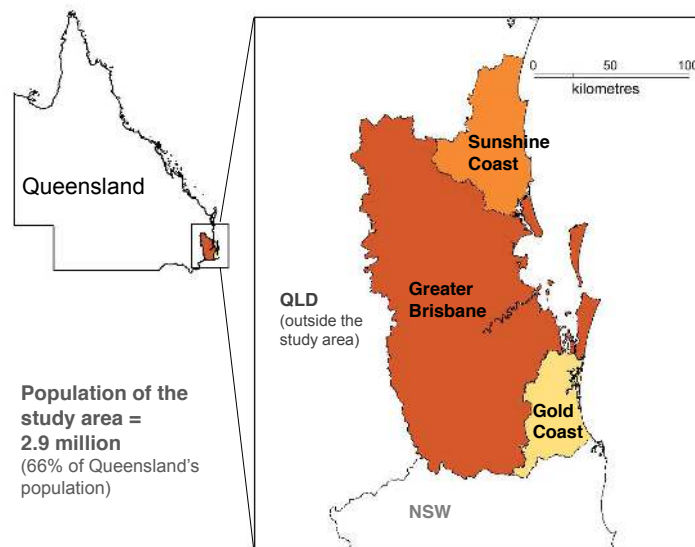 0 50 100
kilometres
Sunshine
Coast
Queensland
Greater
Brisbane
QLD
(outside the
study area)
Population of the
study area =
2.9 million
(66% of Queensland's
population)
Gold
Coast
NSW